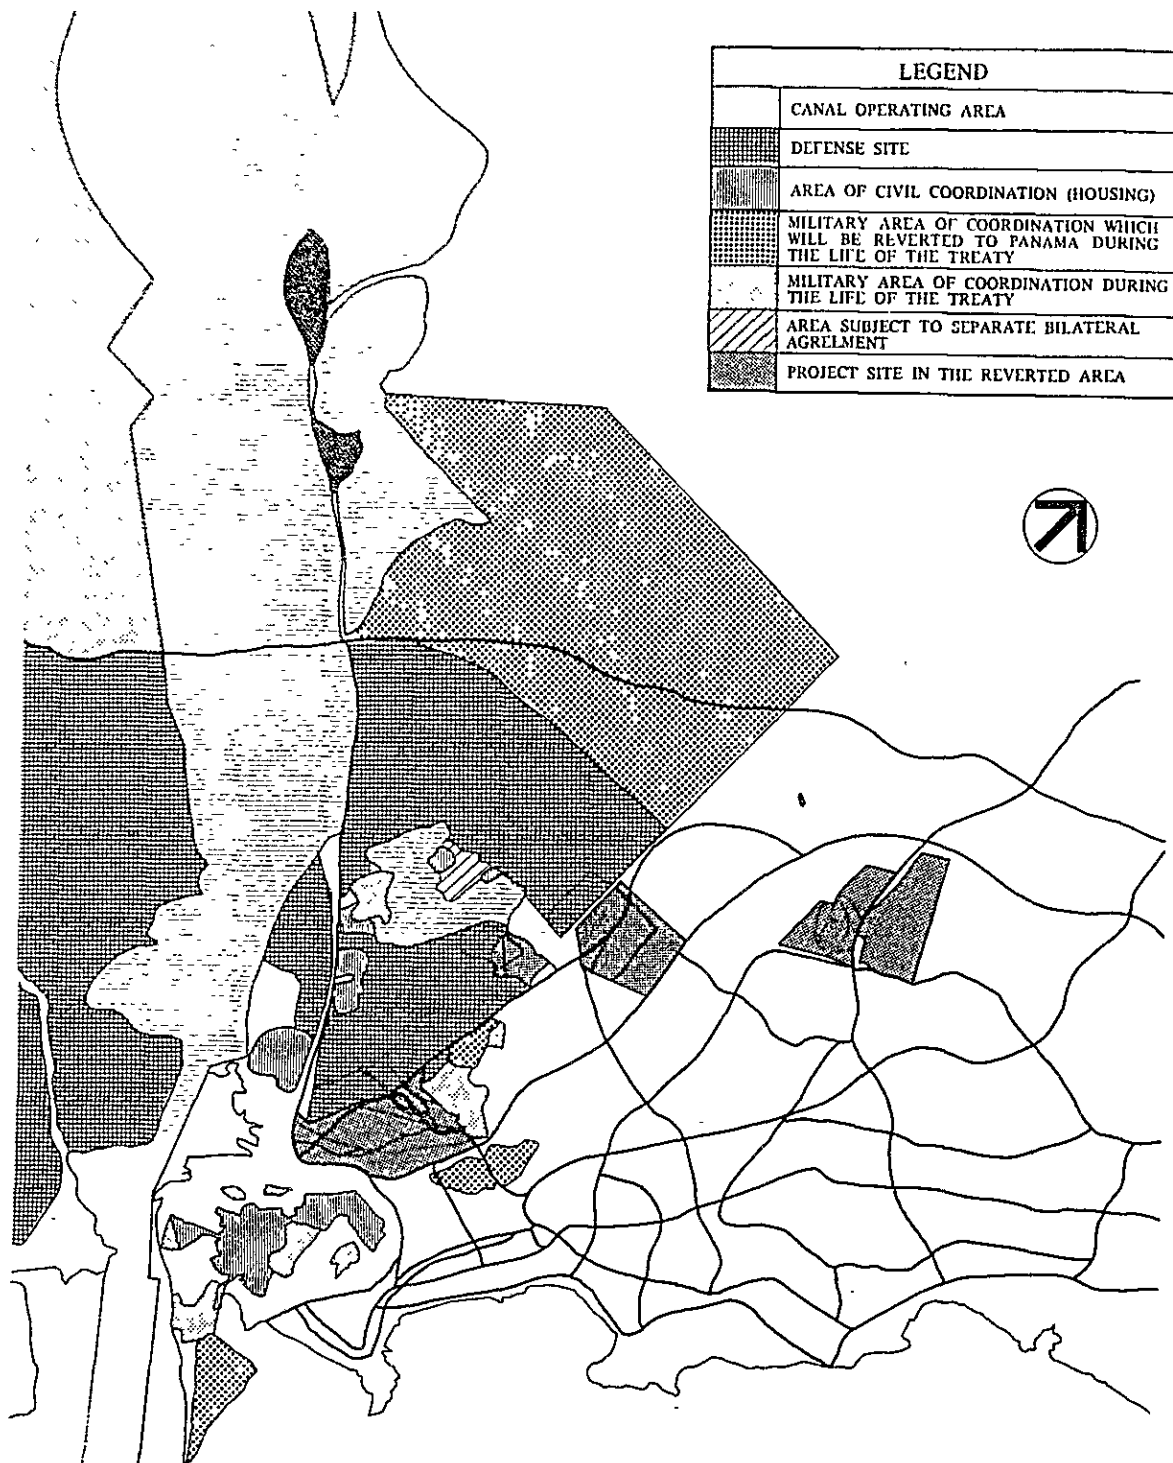 LEGEND
CANAL OPERATING AREA
DEFENSE SITE
AREA OF CIVIL COORDINATION (HOUSING)
MILITARY AREA OF COORDINATION WHICH
WILL BE REVERTED TO PANAMA DURING
THE LIFE OF THE TREATY
MILITARY AREA OF COORDINATION DURING
THE LIFE OF THE TREATY
AREA SUBJECT TO SEPARATE BILATERAL
AGREEMENT
PROJECT SITE IN THE REVERTED AREA